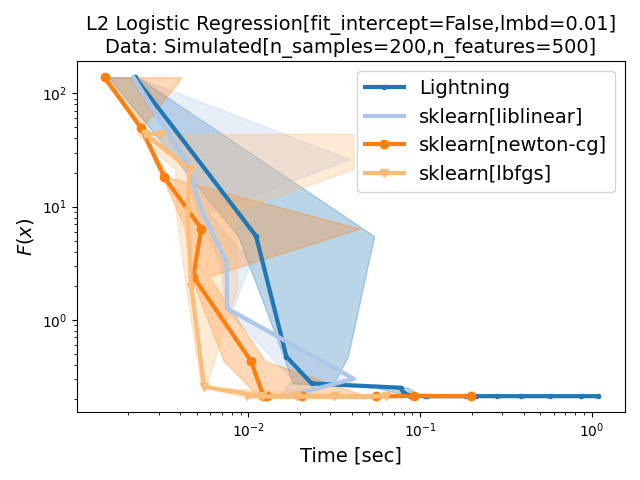 L2 Logistic Regression[fit_intercept=False,lmbd=0.01]
Data: Simulated[n_samples=200,n_features=500]
Lightning
sklearn[liblinear]
sklearn[newton-cg]
sklearn[lbfgs]
F(x)
10²
10¹
10⁰
10⁻²
10⁻¹
10⁰
Time [sec]